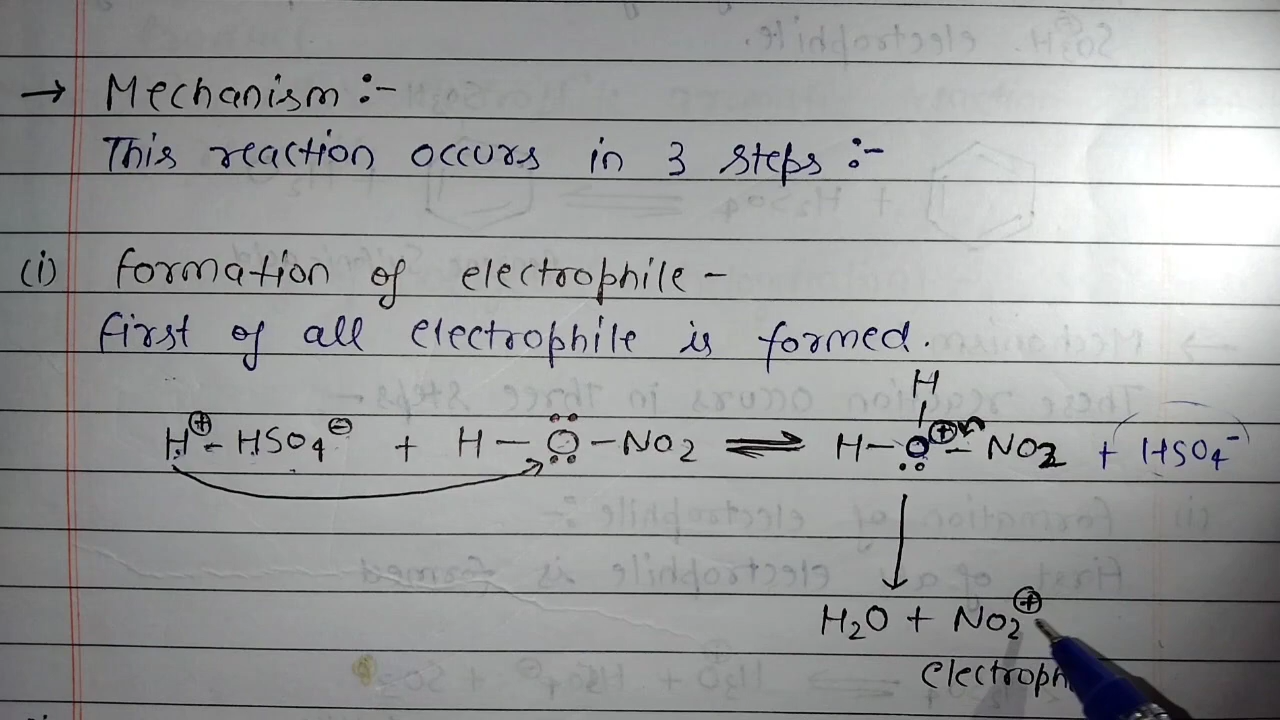 → Mechanism :-
This reaction occurs in 3 steps :-
(i) formation of electrophile -
first of all electrophile is formed.
H
H⊕ - HSO4⊖ + H - O - NO2 ⇌ H - O⊕ - NO2 + HSO4-
H2O + NO2⊕